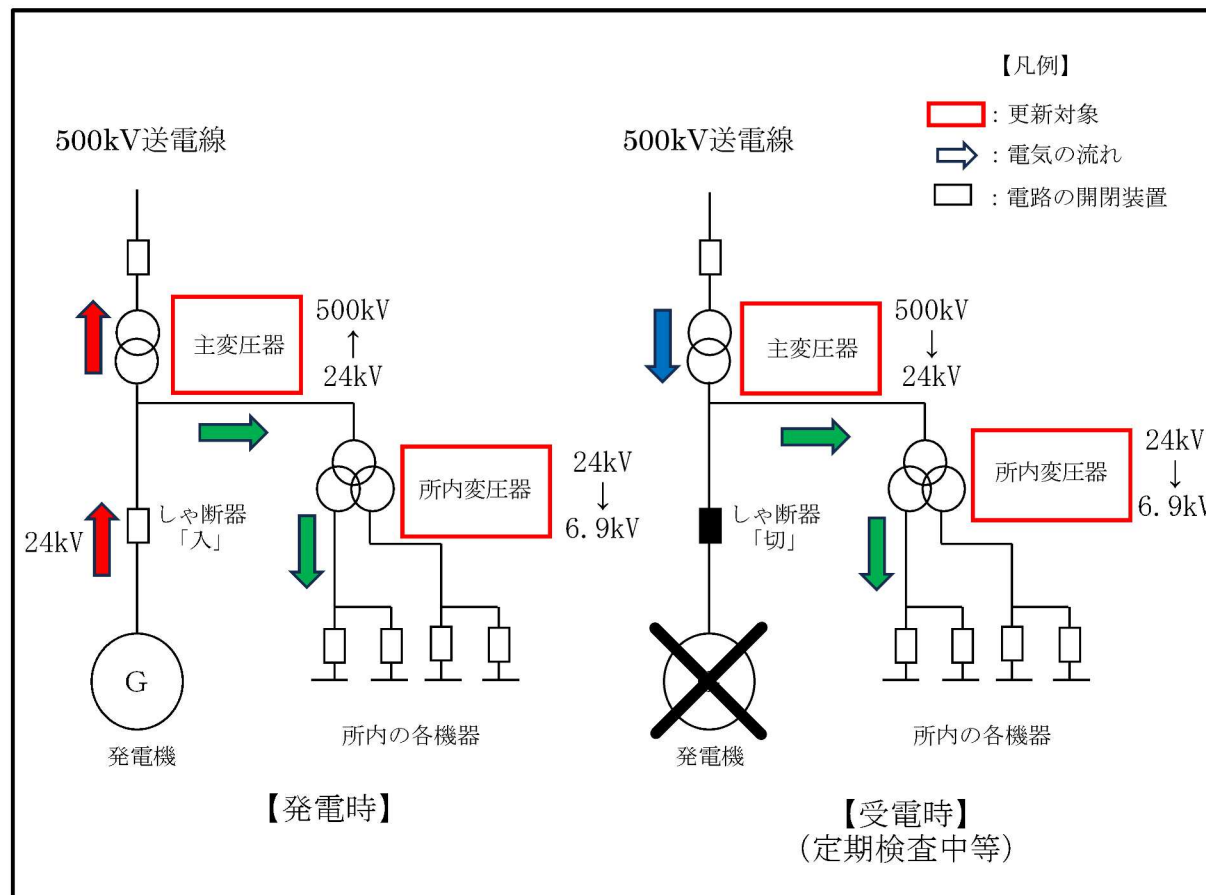 【凡例】
：更新対象
：電気の流れ
：電路の開閉装置
500kV送電線
主変圧器
500kV
↑
24kV
所内変圧器
24kV
↓
6.9kV
24kV
しゃ断器
「入」
G
発電機
所内の各機器
【発電時】
500kV送電線
主変圧器
500kV
↓
24kV
所内変圧器
24kV
↓
6.9kV
しゃ断器
「切」
発電機
所内の各機器
【受電時】
（定期検査中等）